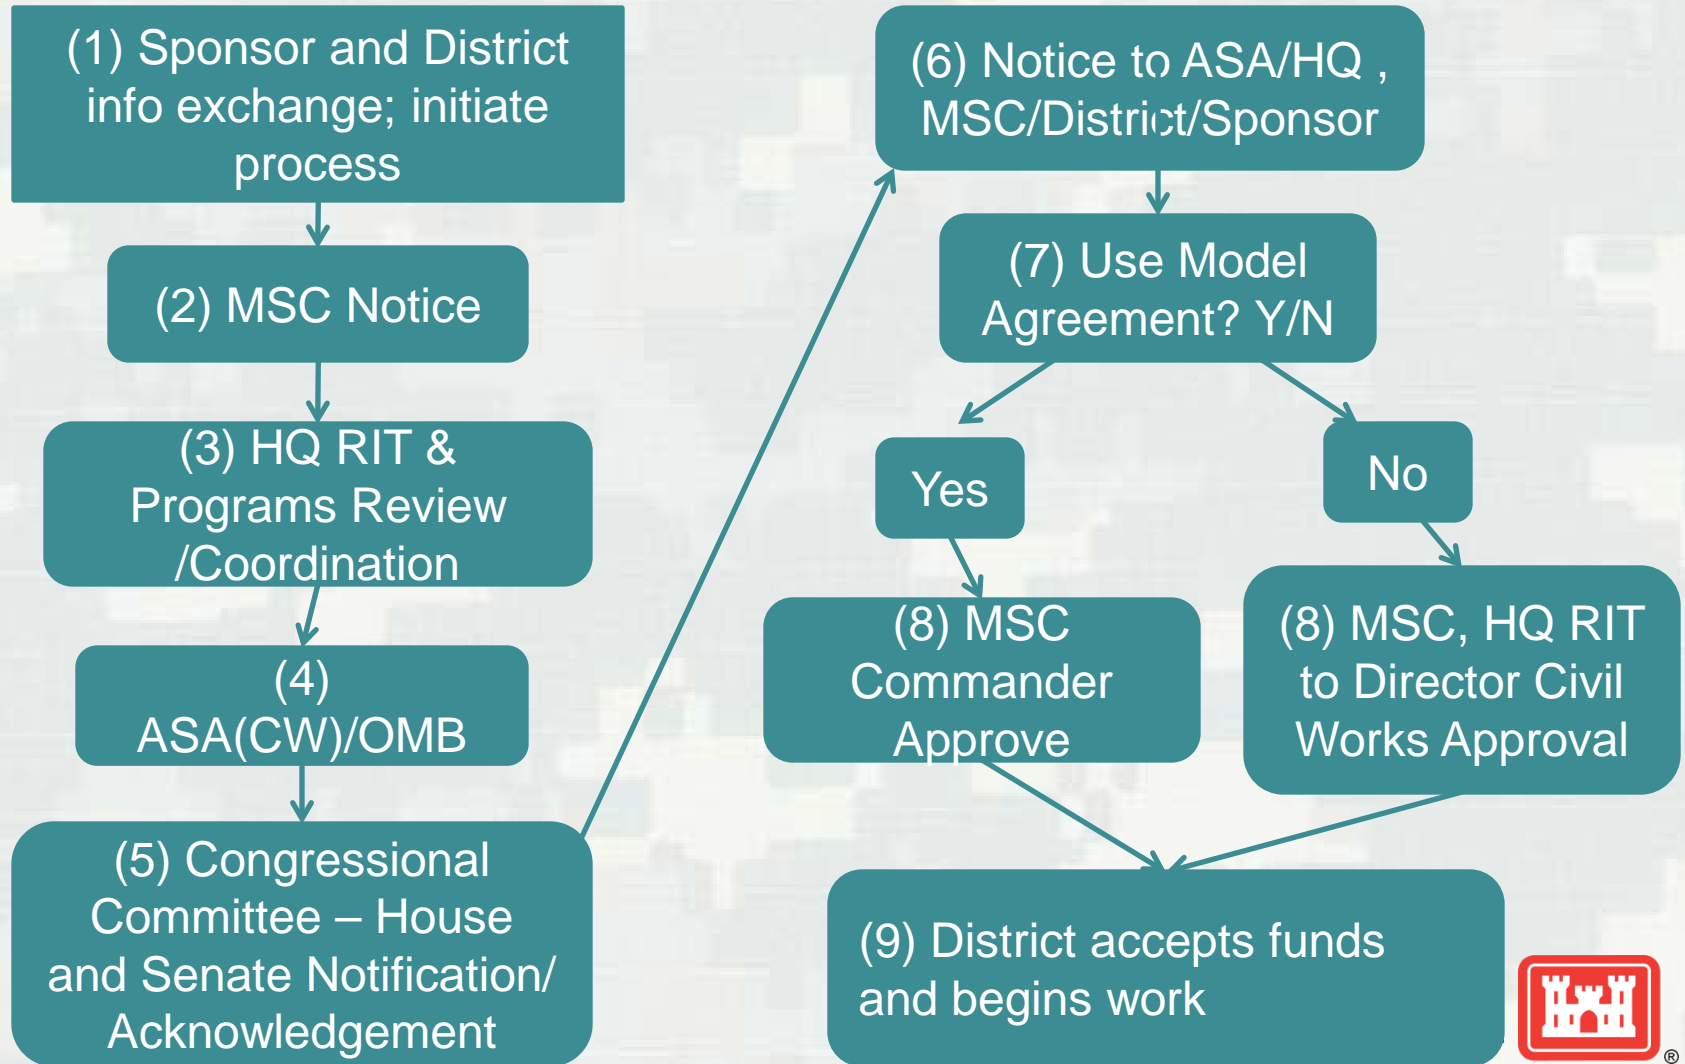 (1) Sponsor and District
info exchange; initiate
process
(2) MSC Notice
(3) HQ RIT &
Programs Review
/Coordination
(4)
ASA(CW)/OMB
(5) Congressional
Committee – House
and Senate Notification/
Acknowledgement
(6) Notice to ASA/HQ ,
MSC/District/Sponsor
(7) Use Model
Agreement? Y/N
Yes
No
(8) MSC
Commander
Approve
(8) MSC, HQ RIT
to Director Civil
Works Approval
(9) District accepts funds
and begins work
®